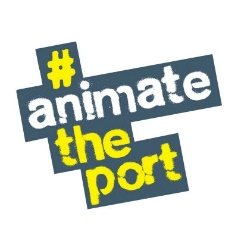 #
animate
the
port